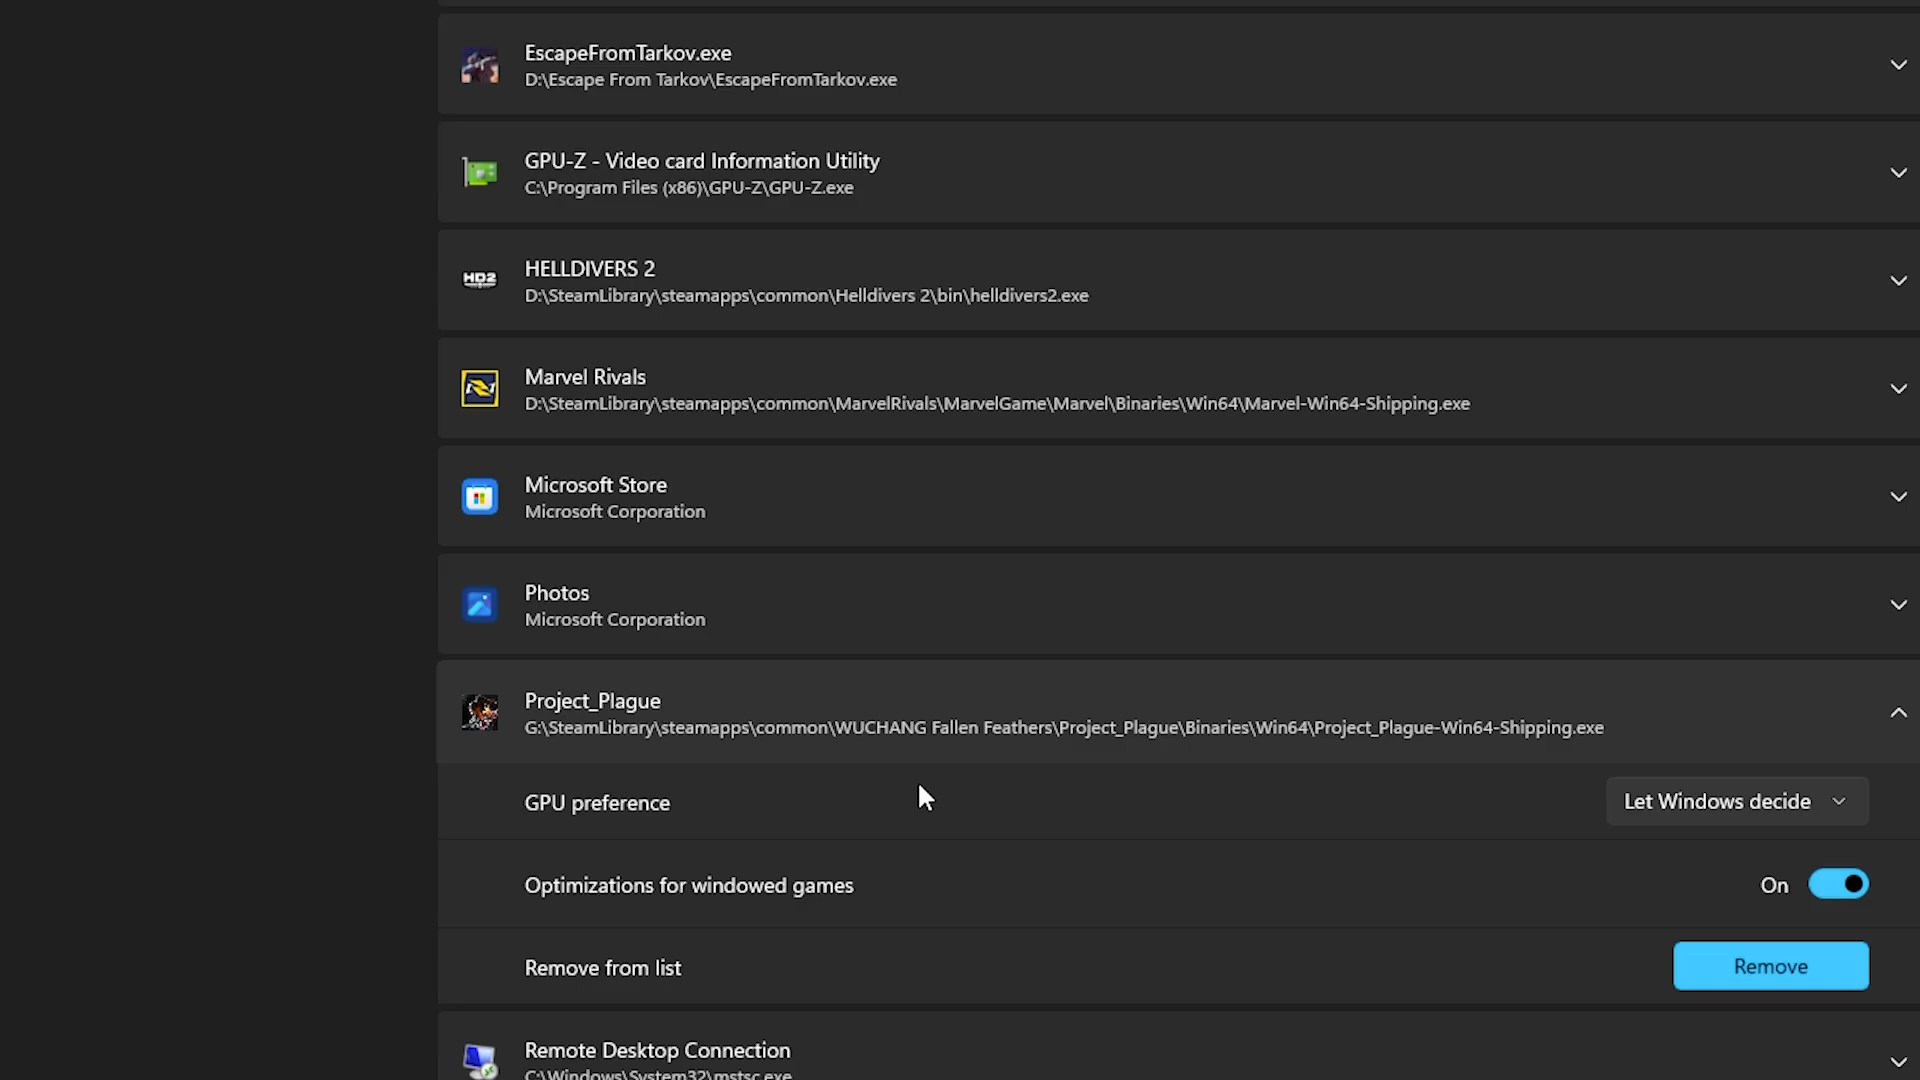 EscapeFromTarkov.exe
D:\Escape From Tarkov\EscapeFromTarkov.exe
GPU-Z - Video card Information Utility
C:\Program Files (x86)\GPU-Z\GPU-Z.exe
HD2
HELLDIVERS 2
D:\SteamLibrary\steamapps\common\Helldivers 2\bin\helldivers2.exe
Marvel Rivals
D:\SteamLibrary\steamapps\common\MarvelRivals\MarvelGame\Marvel\Binaries\Win64\Marvel-Win64-Shipping.exe
Microsoft Store
Microsoft Corporation
Photos
Microsoft Corporation
Project_Plague
G:\SteamLibrary\steamapps\common\WUCHANG Fallen Feathers\Project_Plague\Binaries\Win64\Project_Plague-Win64-Shipping.exe
GPU preference
Let Windows decide
Optimizations for windowed games
On
Remove from list
Remove
Remote Desktop Connection
C:\Windows\System32\mstsc.exe